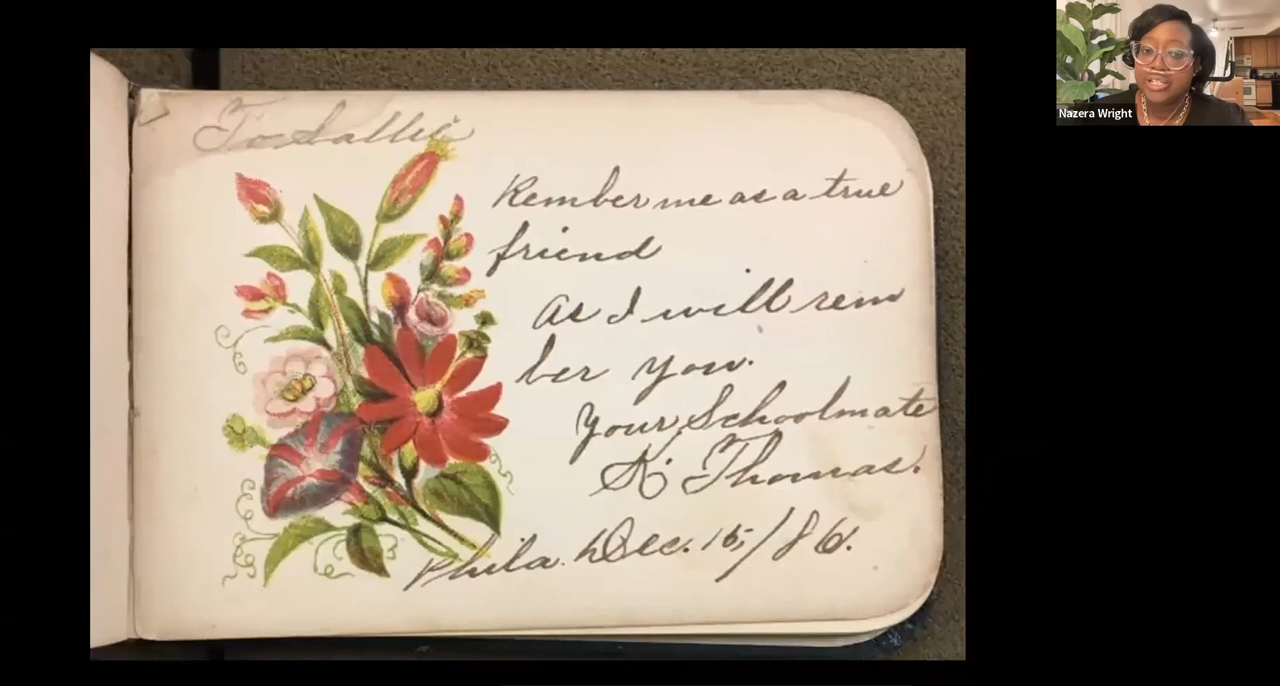 To Sallie
Rember me as a true
friend
As I will rem
ber you.
Your Schoolmate
K Thomas.
Phila. Dec. 15,/86.
Nazera Wright